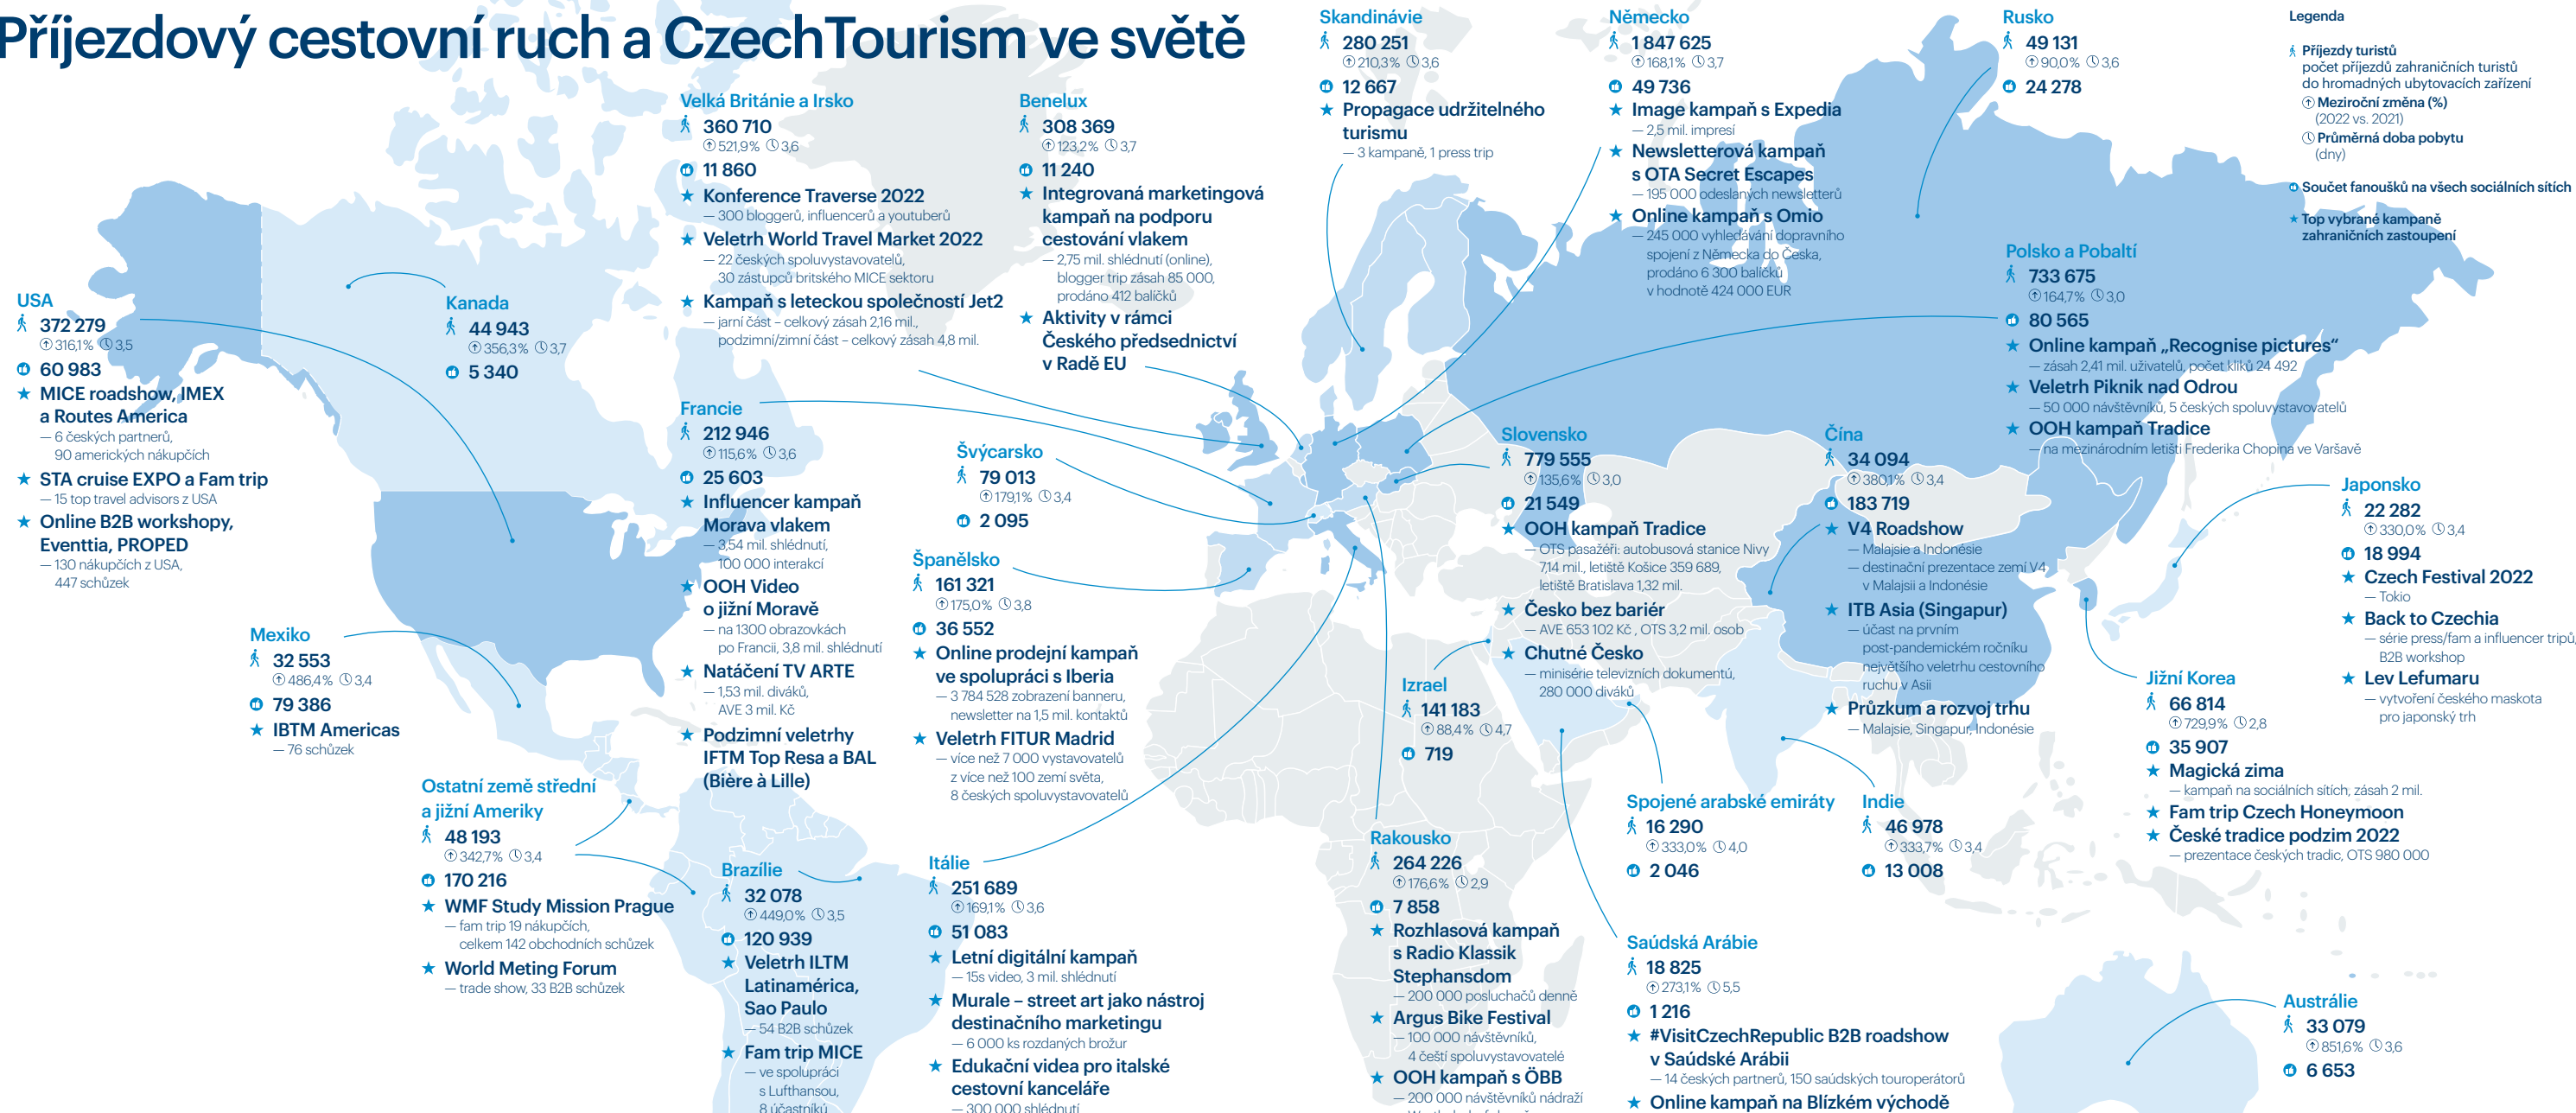 Příjezdový cestovní ruch a CzechTourism ve světě
Legenda
Příjezdy turistů
počet příjezdů zahraničních turistů
do hromadných ubytovacích zařízení
Meziroční změna (%)
(2022 vs. 2021)
Průměrná doba pobytu
(dny)
Součet fanoušků na všech sociálních sítích
Top vybrané kampaně
zahraničních zastoupení
USA
372 279
316,1% 3,5
60 983
MICE roadshow, IMEX
a Routes America
— 6 českých partnerů,
90 amerických nákupčích
STA cruise EXPO a Fam trip
— 15 top travel advisors z USA
Online B2B workshopy,
Eventtia, PROPED
— 130 nákupčích z USA,
447 schůzek
Kanada
44 943
356,3% 3,7
5 340
Mexiko
32 553
486,4% 3,4
79 386
IBTM Americas
— 76 schůzek
Ostatní země střední
a jižní Ameriky
48 193
342,7% 3,4
170 216
WMF Study Mission Prague
— fam trip 19 nákupčích,
celkem 142 obchodních schůzek
World Meting Forum
— trade show, 33 B2B schůzek
Velká Británie a Irsko
360 710
521,9% 3,6
11 860
Konference Traverse 2022
— 300 bloggerů, influencerů a youtuberů
Veletrh World Travel Market 2022
— 22 českých spoluvystavovatelů,
30 zástupců britského MICE sektoru
Kampaň s leteckou společností Jet2
— jarní část – celkový zásah 2,16 mil.,
podzimní/zimní část – celkový zásah 4,8 mil.
Francie
212 946
115,6% 3,6
25 603
Influencer kampaň
Morava vlakem
— 3,54 mil. shlédnutí,
100 000 interakcí
OOH Video
o jižní Moravě
— na 1300 obrazovkách
po Francii, 3,8 mil. shlédnutí
Natáčení TV ARTE
— 1,53 mil. diváků,
AVE 3 mil. Kč
Podzimní veletrhy
IFTM Top Resa a BAL
(Bière à Lille)
Brazílie
32 078
449,0% 3,5
120 939
Veletrh ILTM
Latinamérica,
Sao Paulo
— 54 B2B schůzek
Fam trip MICE
— ve spolupráci
s Lufthansou,
8 účastníků
Benelux
308 369
123,2% 3,7
11 240
Integrovaná marketingová
kampaň na podporu
cestování vlakem
— 2,75 mil. shlédnutí (online),
blogger trip zásah 85 000,
prodáno 412 balíčků
Aktivity v rámci
Českého předsednictví
v Radě EU
Švýcarsko
79 013
179,1% 3,4
2 095
Španělsko
161 321
175,0% 3,8
36 552
Online prodejní kampaň
ve spolupráci s Iberia
— 3 784 528 zobrazení banneru,
newsletter na 1,5 mil. kontaktů
Veletrh FITUR Madrid
— více než 7 000 vystavovatelů
z více než 100 zemí světa,
8 českých spoluvystavovatelů
Itálie
251 689
169,1% 3,6
51 083
Letní digitální kampaň
— 15s video, 3 mil. shlédnutí
Murale – street art jako nástroj
destinačního marketingu
— 6 000 ks rozdaných brožur
Edukační videa pro italské
cestovní kanceláře
— 300 000 shlédnutí
Skandinávie
280 251
210,3% 3,6
12 667
Propagace udržitelného
turismu
— 3 kampaně, 1 press trip
Německo
1 847 625
168,1% 3,7
49 736
Image kampaň s Expedia
— 2,5 mil. impresí
Newsletterová kampaň
s OTA Secret Escapes
— 195 000 odeslaných newsletterů
Online kampaň s Omio
— 245 000 vyhledávání dopravního
spojení z Německa do Česka,
prodáno 6 300 balíčků
v hodnotě 424 000 EUR
Rusko
49 131
90,0% 3,6
24 278
Polsko a Pobaltí
733 675
164,7% 3,0
80 565
Online kampaň „Recognise pictures“
— zásah 2,41 mil. uživatelů, počet kliků 24 492
Veletrh Piknik nad Odrou
— 50 000 návštěvníků, 5 českých spoluvystavovatelů
OOH kampaň Tradice
— na mezinárodním letišti Frederika Chopina ve Varšavě
Slovensko
779 555
135,6% 3,0
21 549
OOH kampaň Tradice
— OTS pasažéři: autobusová stanice Nivy
7,14 mil., letiště Košice 359 689,
letiště Bratislava 1,32 mil.
Česko bez bariér
— AVE 653 102 Kč , OTS 3,2 mil. osob
Chutné Česko
— minisérie televizních dokumentů,
280 000 diváků
Čína
34 094
380,1% 3,4
183 719
V4 Roadshow
— Malajsie a Indonésie
— destinační prezentace zemí V4
v Malajsii a Indonésie
ITB Asia (Singapur)
— účast na prvním
post-pandemickém ročníku
největšího veletrhu cestovního
ruchu v Asii
Průzkum a rozvoj trhu
— Malajsie, Singapur, Indonésie
Japonsko
22 282
330,0% 3,4
18 994
Czech Festival 2022
— Tokio
Back to Czechia
— série press/fam a influencer tripů,
B2B workshop
Lev Lefumaru
— vytvoření českého maskota
pro japonský trh
Jižní Korea
66 814
729,9% 2,8
35 907
Magická zima
— kampaň na sociálních sítích, zásah 2 mil.
Fam trip Czech Honeymoon
České tradice podzim 2022
— prezentace českých tradic, OTS 980 000
Izrael
141 183
88,4% 4,7
719
Rakousko
264 226
176,6% 2,9
7 858
Rozhlasová kampaň
s Radio Klassik
Stephansdom
— 200 000 posluchačů denně
Argus Bike Festival
— 100 000 návštěvníků,
4 čeští spoluvystavovatelé
OOH kampaň s ÖBB
— 200 000 návštěvníků nádraží
Spojené arabské emiráty
16 290
333,0% 4,0
2 046
Indie
46 978
333,7% 3,4
13 008
Saúdská Arábie
18 825
273,1% 5,5
1 216
#VisitCzechRepublic B2B roadshow
v Saúdské Arábii
— 14 českých partnerů, 150 saúdských touroperátorů
Online kampaň na Blízkém východě
Austrálie
33 079
851,6% 3,6
6 653